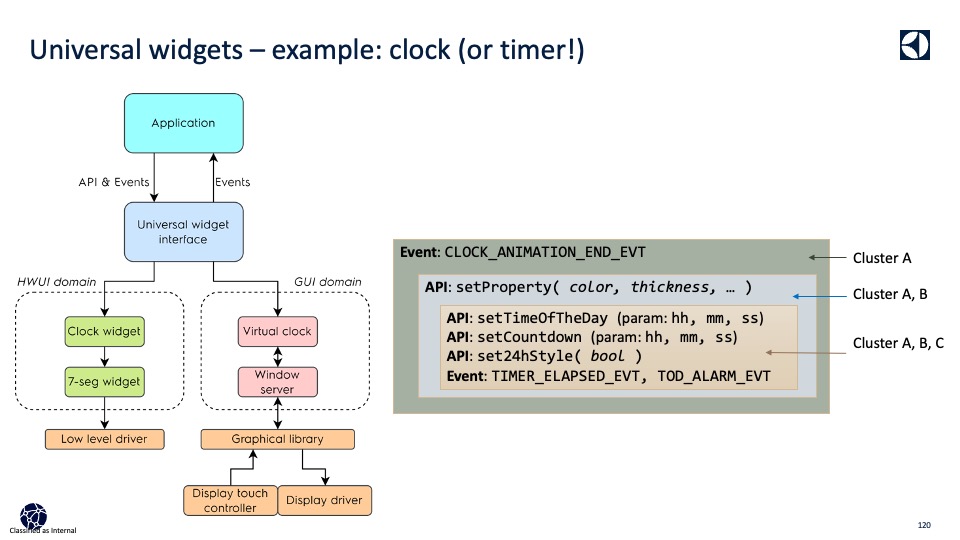 Universal widgets – example: clock (or timer!)
Application
API & Events
Events
Universal widget
interface
HWUI domain
GUI domain
Clock widget
7-seg widget
Virtual clock
Window
server
Low level driver
Graphical library
Display touch
controller
Display driver
Event: CLOCK_ANIMATION_END_EVT
API: setProperty( color, thickness, … )
API: setTimeOfTheDay (param: hh, mm, ss)
API: setCountdown (param: hh, mm, ss)
API: set24hStyle( bool )
Event: TIMER_ELAPSED_EVT, TOD_ALARM_EVT
Cluster A
Cluster A, B
Cluster A, B, C
Classified as Internal
120